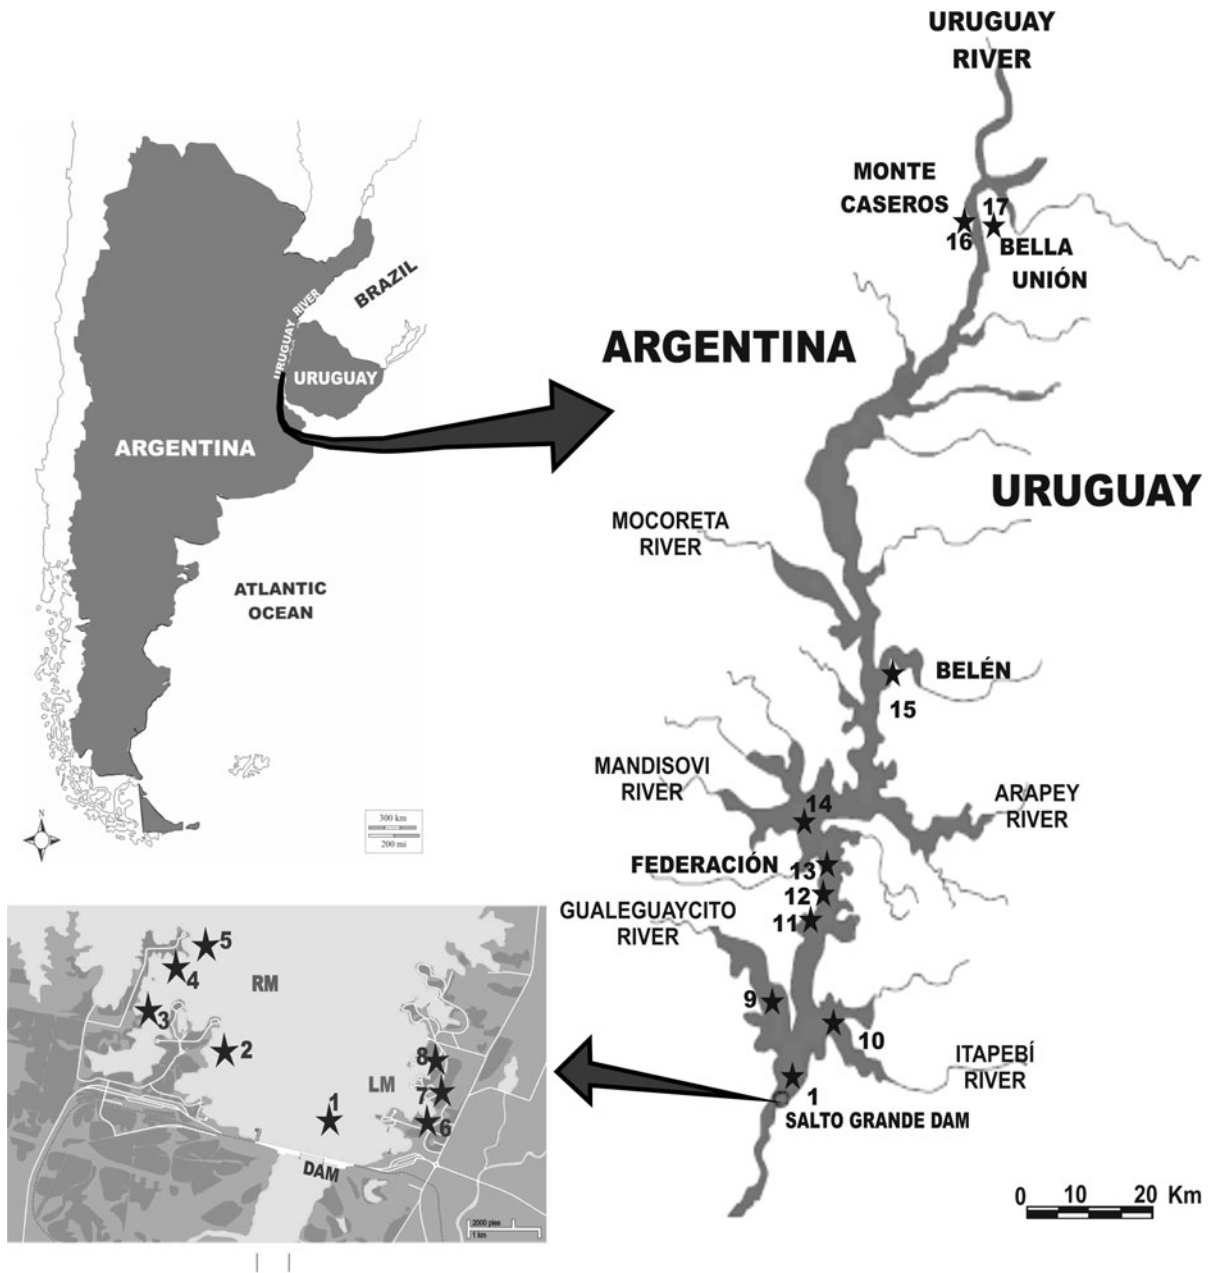 URUGUAY
RIVER
MONTE
CASEROS
17
16
BELLA
UNIÓN
BRAZIL
URUGUAY RIVER
URUGUAY
ARGENTINA
ATLANTIC
OCEAN
N
300 km
200 mi
ARGENTINA
URUGUAY
MOCORETA
RIVER
BELÉN
15
MANDISOVI
RIVER
14
ARAPEY
RIVER
FEDERACIÓN
13
12
11
GUALEGUAYCITO
RIVER
9
10
ITAPEBÍ
RIVER
1
SALTO GRANDE DAM
0 10 20 Km
5
4
RM
3
2
8
LM
7
1
6
DAM
2000 pies
1 km